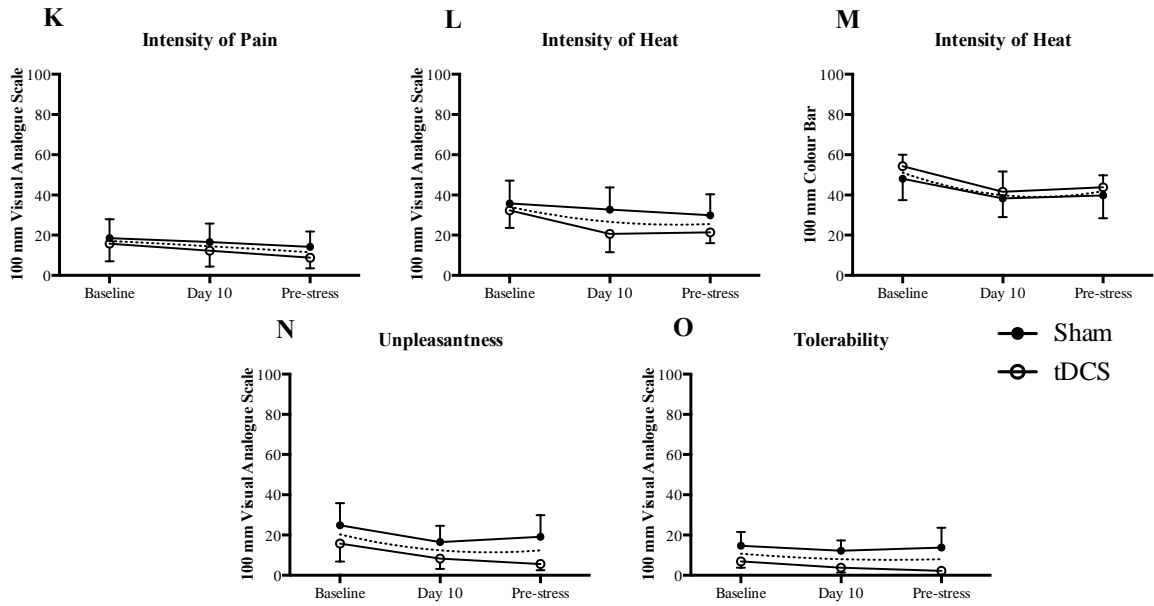 K
Intensity of Pain
100 mm Visual Analogue Scale
100
80
60
40
20
0
Baseline Day 10 Pre-stress
L
Intensity of Heat
100 mm Visual Analogue Scale
100
80
60
40
20
0
Baseline Day 10 Pre-stress
M
Intensity of Heat
100 mm Colour Bar
100
80
60
40
20
0
Baseline Day 10 Pre-stress
N
Unpleasantness
100 mm Visual Analogue Scale
100
80
60
40
20
0
Baseline Day 10 Pre-stress
O
Tolerability
100 mm Visual Analogue Scale
100
80
60
40
20
0
Baseline Day 10 Pre-stress
Sham
tDCS